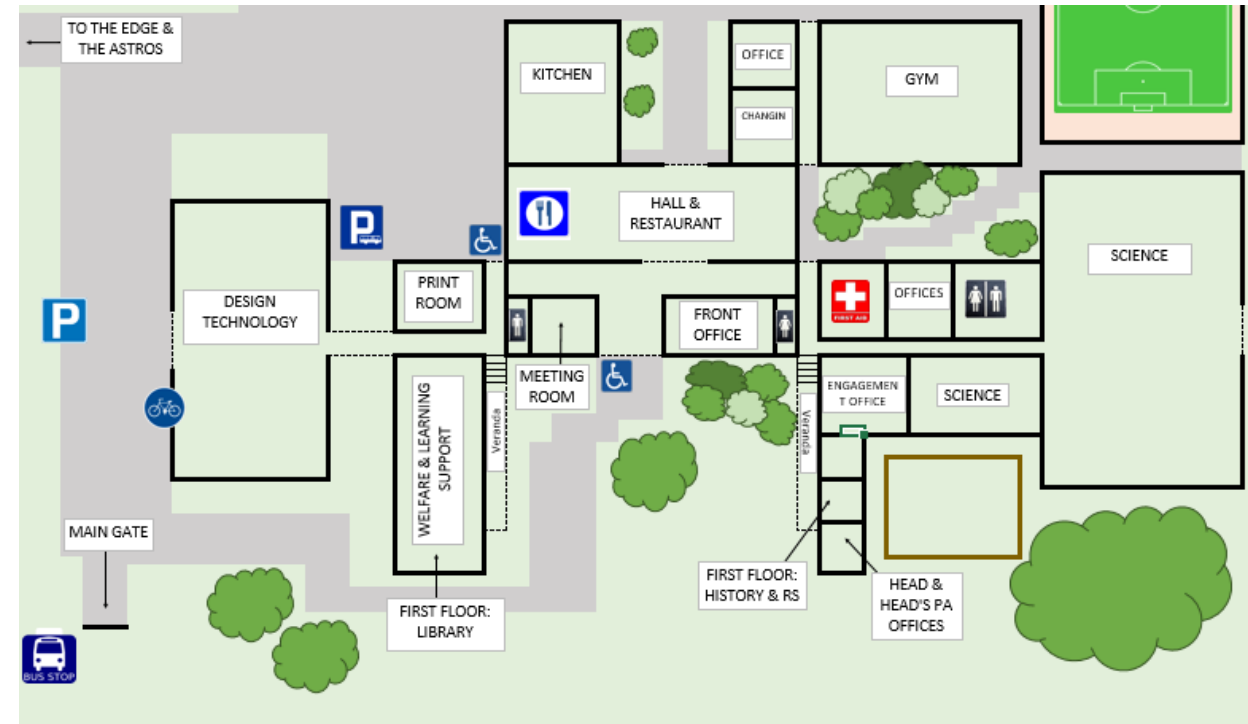 TO THE EDGE &
THE ASTROS
KITCHEN
OFFICE
CHANGIN
GYM
HALL &
RESTAURANT
SCIENCE
P
P
PRINT
ROOM
DESIGN
TECHNOLOGY
FIRST AID
OFFICES
FRONT
OFFICE
MEETING
ROOM
ENGAGEMEN
T OFFICE
SCIENCE
WELFARE & LEARNING
SUPPORT
Veranda
Veranda
MAIN GATE
FIRST FLOOR:
LIBRARY
FIRST FLOOR:
HISTORY & RS
HEAD &
HEAD'S PA
OFFICES
BUS STOP